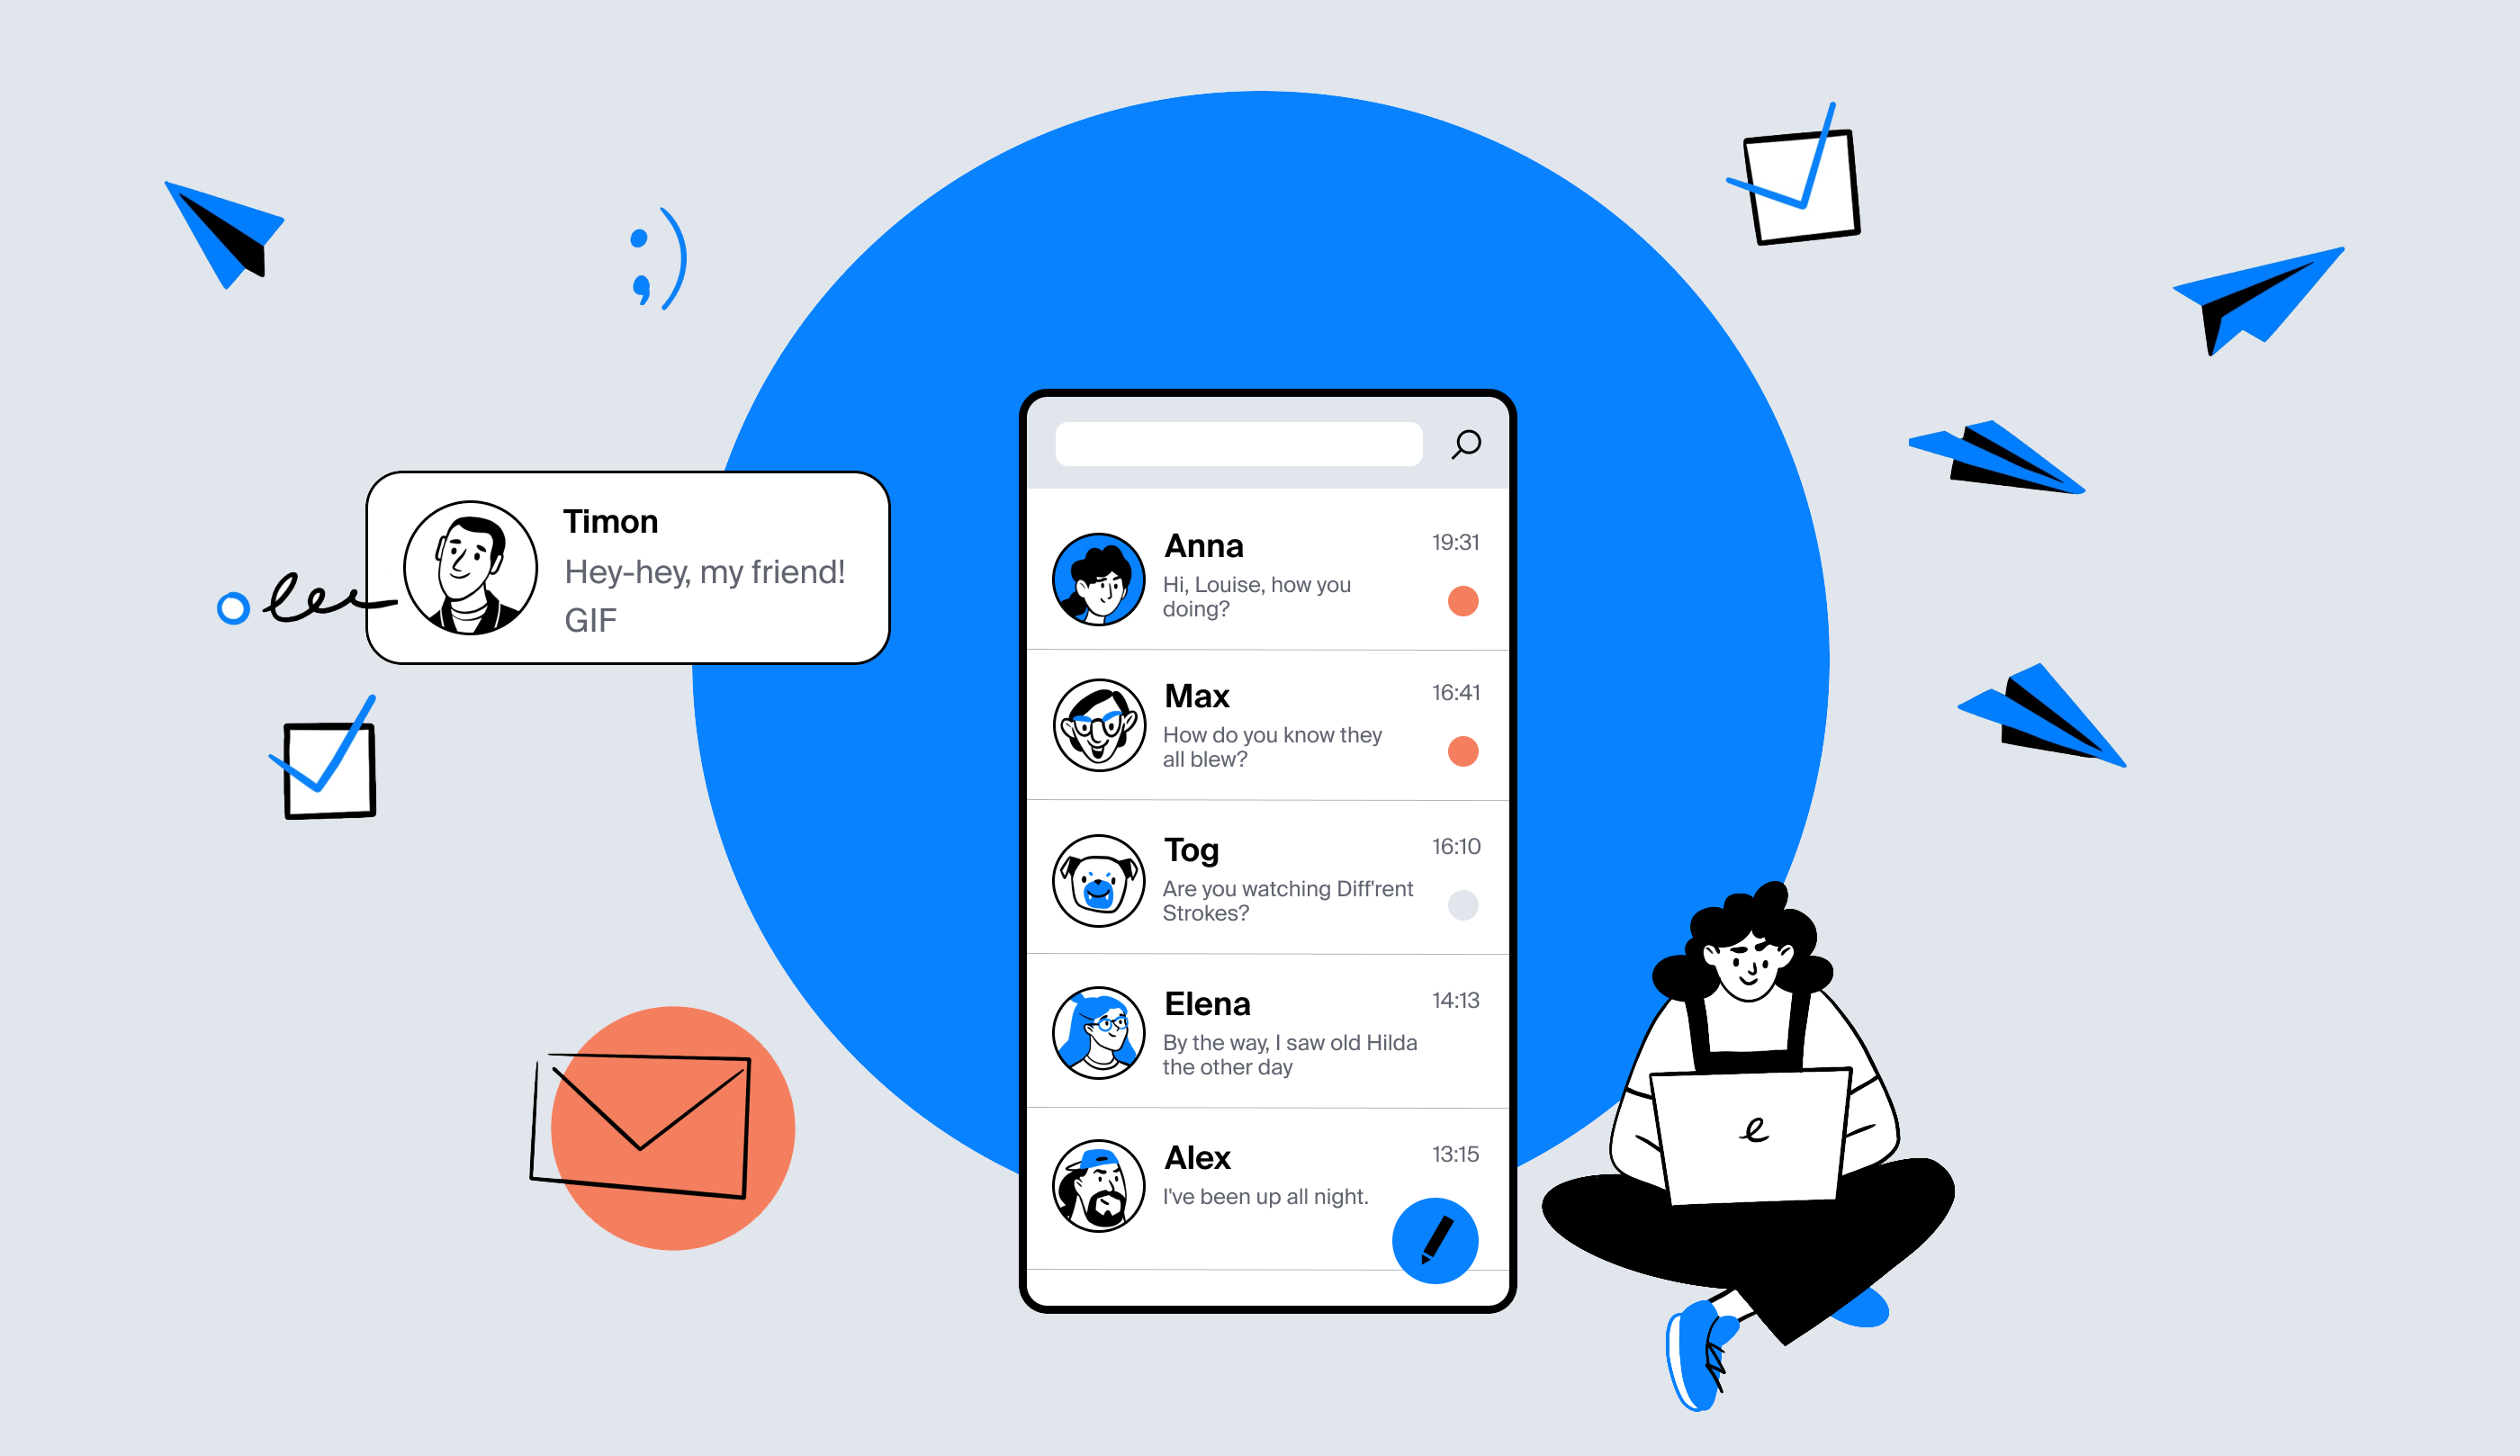 :;)
Timon
Hey-hey, my friend!
GIF
Anna
19:31
Hi, Louise, how you
doing?
Max
16:41
How do you know they
all blew?
Tog
16:10
Are you watching Diff'rent
Strokes?
Elena
14:13
By the way, I saw old Hilda
the other day
Alex
13:15
I've been up all night.
e